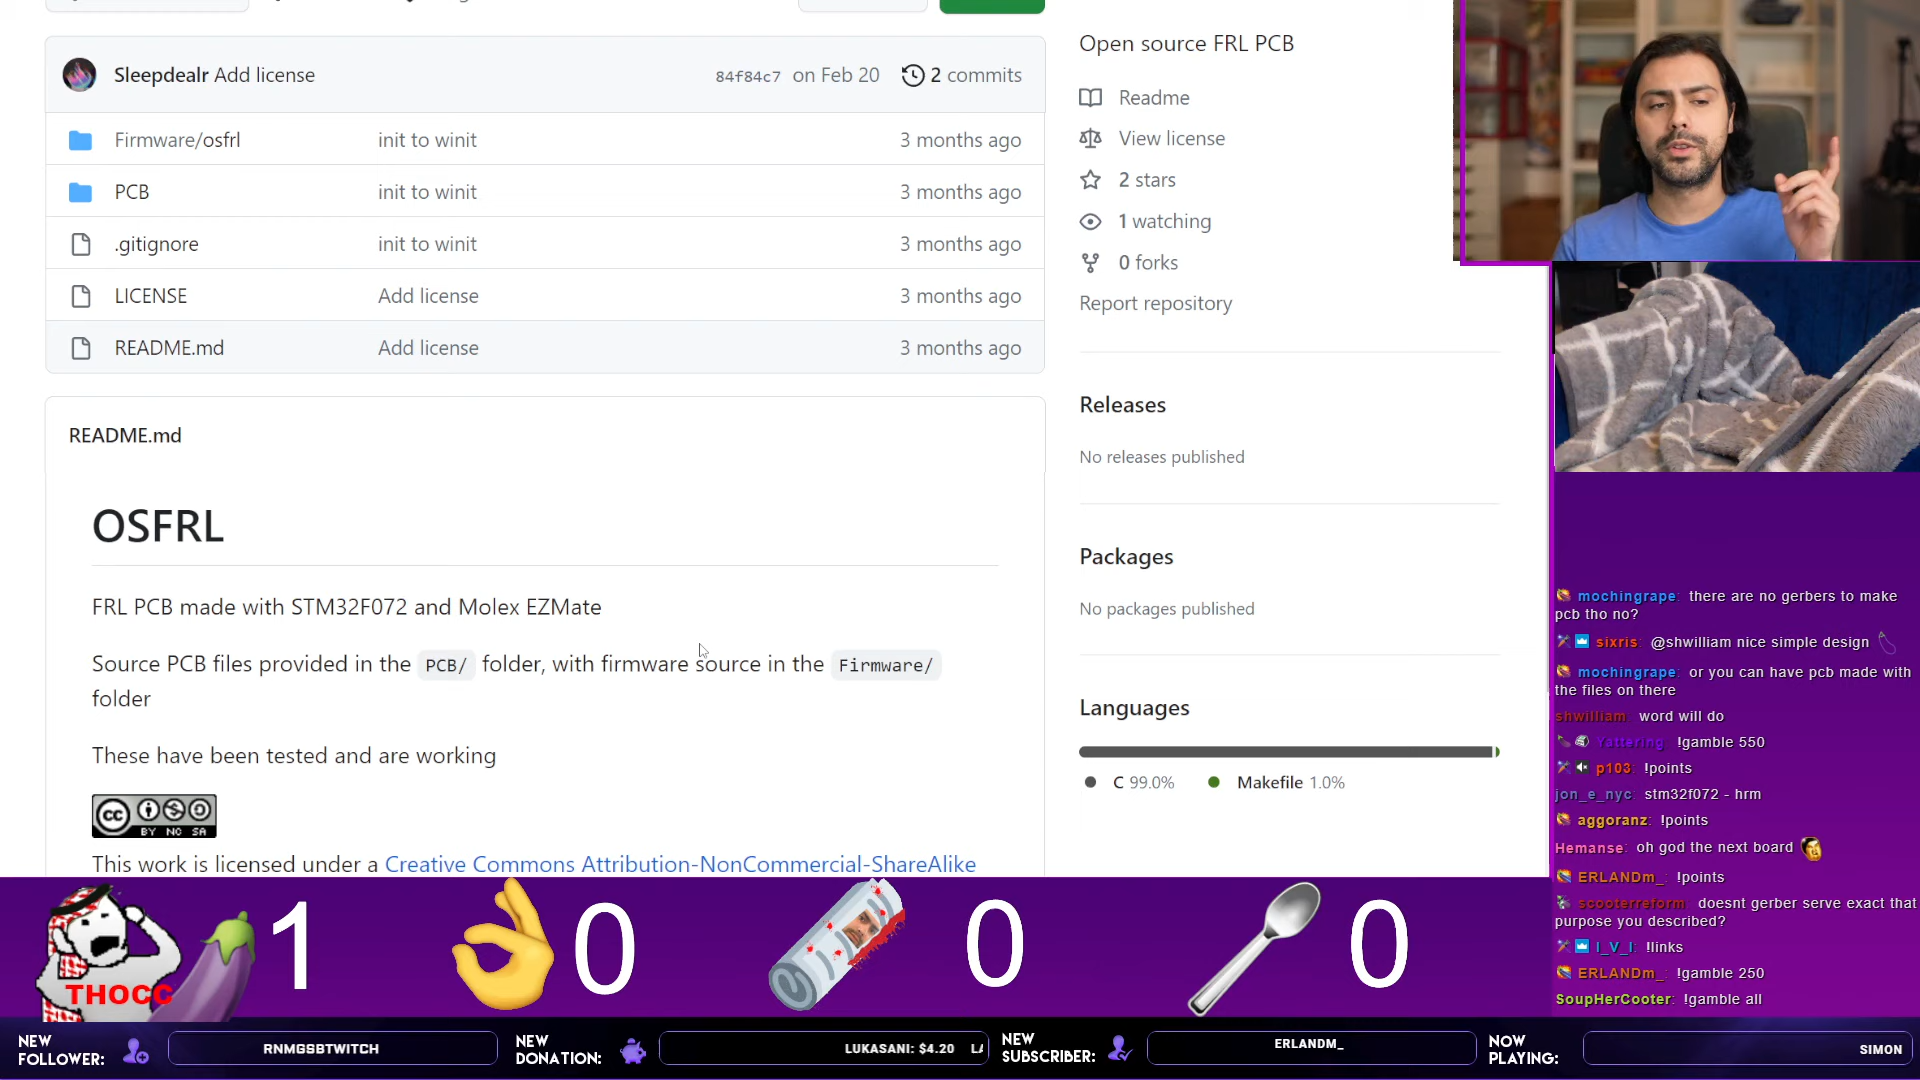 Open source FRL PCB
Sleepdealr Add license
84f84c7 on Feb 20
2 commits
Firmware/osfrl
init to winit
3 months ago
PCB
init to winit
3 months ago
.gitignore
init to winit
3 months ago
LICENSE
Add license
3 months ago
README.md
Add license
3 months ago
Readme
View license
2 stars
1 watching
0 forks
Report repository
Releases
No releases published
Packages
No packages published
Languages
C 99.0%
Makefile 1.0%
README.md
OSFRL
FRL PCB made with STM32F072 and Molex EZMate
Source PCB files provided in the PCB/ folder, with firmware source in the Firmware/
folder
These have been tested and are working
cc
BY NC SA
This work is licensed under a Creative Commons Attribution-NonCommercial-ShareAlike
mochingrape: there are no gerbers to make
pcb tho no?
sixris: @shwilliam nice simple design
mochingrape: or you can have pcb made with
the files on there
shwilliam: word will do
Yattering: !gamble 550
p103: !points
jon_e_nyc: stm32f072 - hrm
aggoranz: !points
Hemanse: oh god the next board
ERLANDm_: !points
scooterreform: doesnt gerber serve exact that
purpose you described?
I_V_I: !links
ERLANDm_: !gamble 250
SoupHerCooter: !gamble all
THOCC
1
0
0
0
NEW
FOLLOWER:
RNMGSBTWITCH
NEW
DONATION:
LUKASANI: $4.20
NEW
SUBSCRIBER:
ERLANDM_
NOW
PLAYING:
SIMON